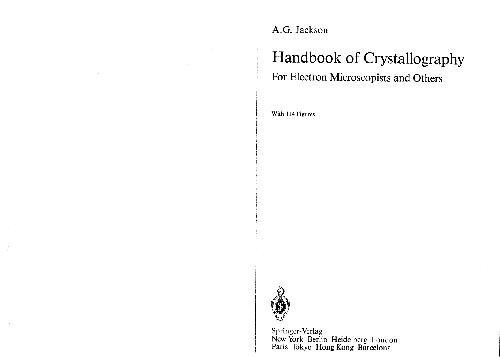 A.G. Jackson
Handbook of Crystallography
For Electron Microscopists and Others
With 114 Figures
Springer-Verlag
New York Berlin Heidelberg London
Paris Tokyo Hong Kong Barcelona